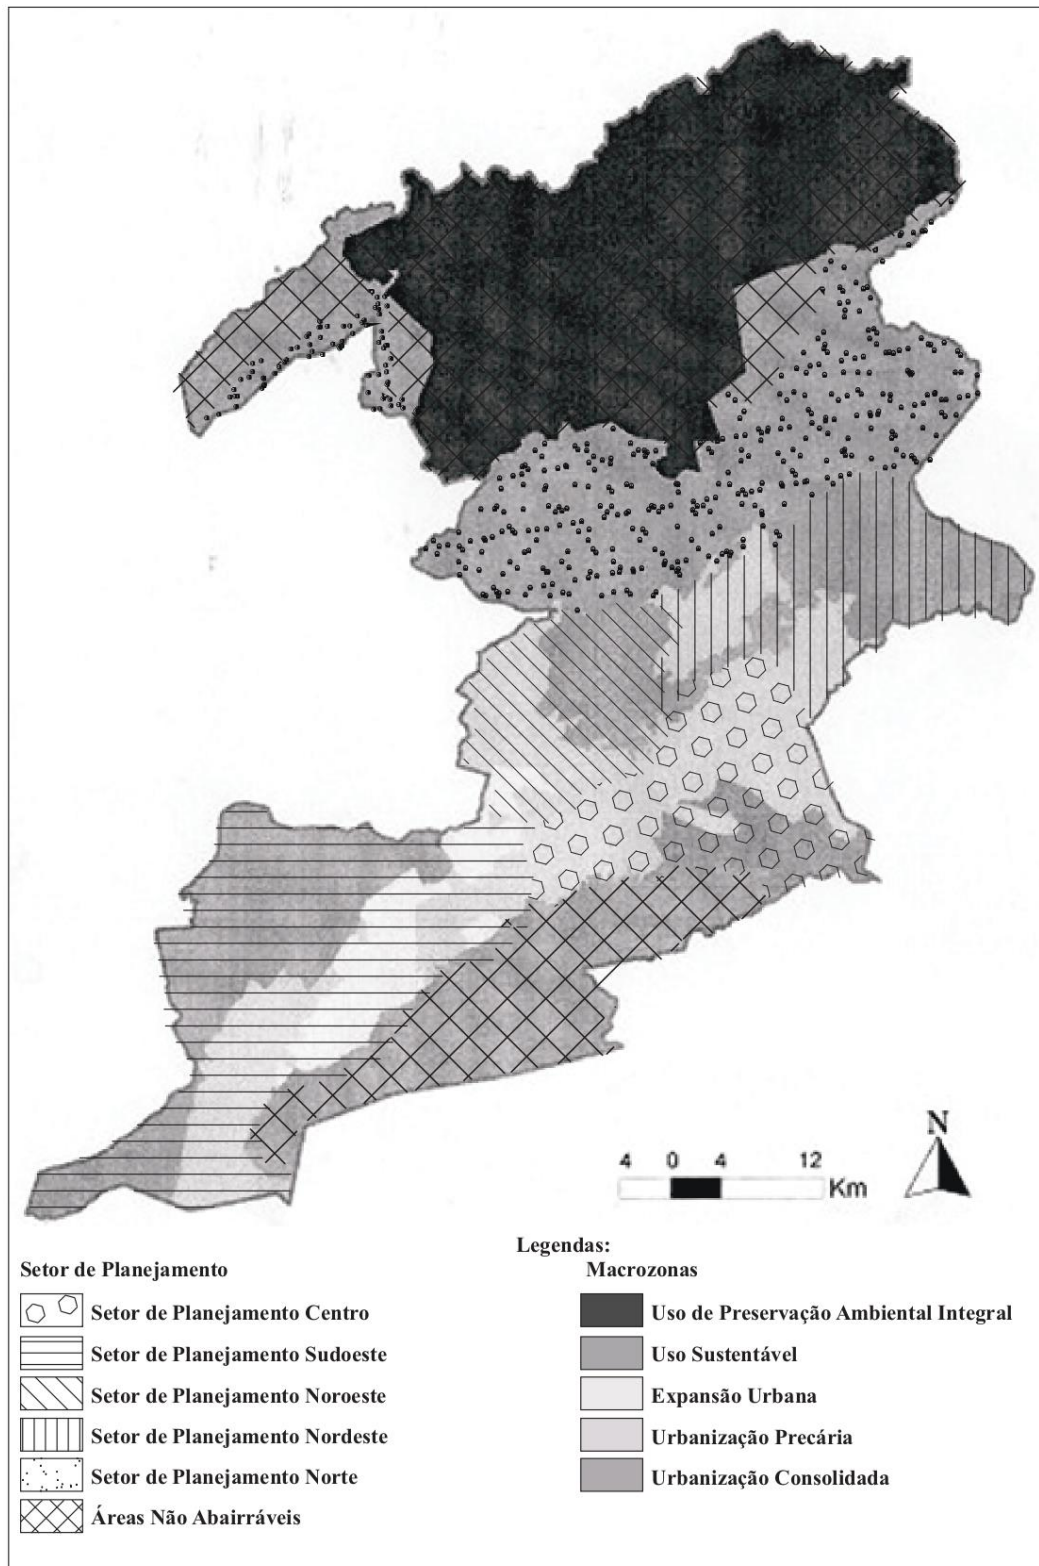 N
4 0 4 12
Km
Legendas:
Setor de Planejamento
Setor de Planejamento Centro
Setor de Planejamento Sudoeste
Setor de Planejamento Noroeste
Setor de Planejamento Nordeste
Setor de Planejamento Norte
Áreas Não Abairráveis
Macrozonas
Uso de Preservação Ambiental Integral
Uso Sustentável
Expansão Urbana
Urbanização Precária
Urbanização Consolidada